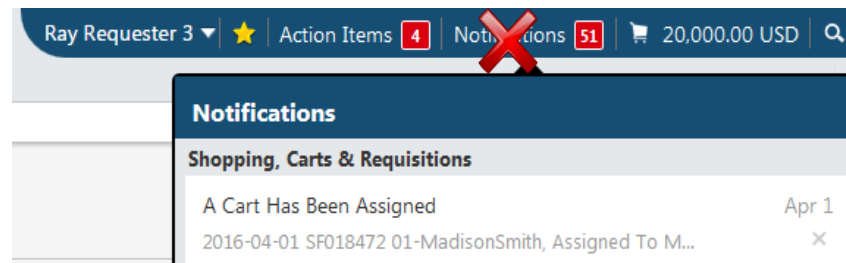 Ray Requester 3 Action Items 4 Notifications 51 20,000.00 USD
Notifications
Shopping, Carts & Requisitions
A Cart Has Been Assigned Apr 1
2016-04-01 SF018472 01-MadisonSmith, Assigned To M...